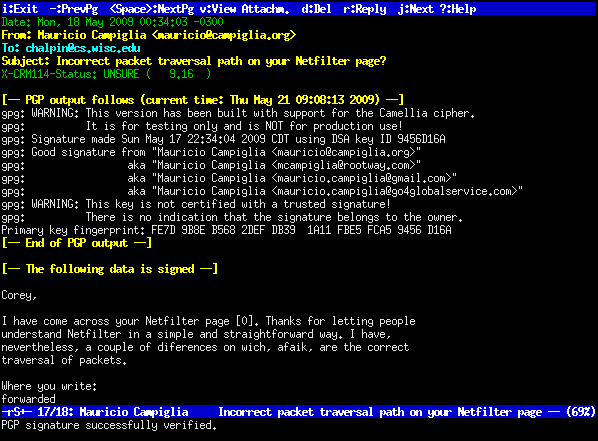 i:Exit  -:PrevPg  <Space>:NextPg v:View Attachm.  d:Del  r:Reply  j:Next ?:Help
Date: Mon, 18 May 2009 00:34:03 -0300
From: Mauricio Campiglia <mauricio@campiglia.org>
To: chalpin@cs.wisc.edu
Subject: Incorrect packet traversal path on your Netfilter page?
X-CRM114-Status: UNSURE (   9.16  )

[-- PGP output follows (current time: Thu May 21 09:08:13 2009) --]
gpg: WARNING: This version has been built with support for the Camellia cipher.
gpg:          It is for testing only and is NOT for production use!
gpg: Signature made Sun May 17 22:34:04 2009 CDT using DSA key ID 9456D16A
gpg: Good signature from "Mauricio Campiglia <mauricio@campiglia.org>"
gpg:                 aka "Mauricio Campiglia <mcampiglia@rootway.com>"
gpg:                 aka "Mauricio Campiglia <mauricio.campiglia@gmail.com>"
gpg:                 aka "Mauricio Campiglia <mauricio.campiglia@go4globalservice.com>"
gpg: WARNING: This key is not certified with a trusted signature!
gpg:          There is no indication that the signature belongs to the owner.
Primary key fingerprint: FE7D 9B8E B568 2DEF DB39  1A11 FBE5 FCA5 9456 D16A
[-- End of PGP output --]

[-- The following data is signed --]

Corey,

I have come across your Netfilter page [0]. Thanks for letting people
understand Netfilter in a simple and straightforward way. I have,
nevertheless, a couple of diferences on wich, afaik, are the correct
traversal of packets.

Where you write:
forwarded
-rS+- 17/18: Mauricio Campiglia     Incorrect packet traversal path on your Netfilter page -- (69%)
PGP signature successfully verified.